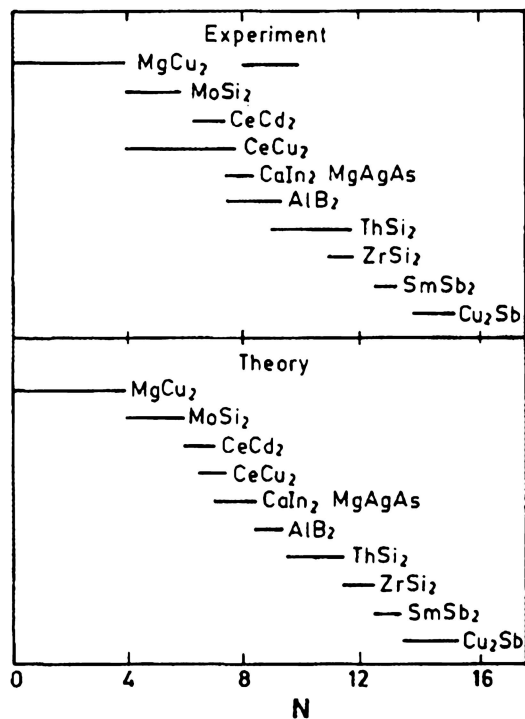 Experiment
MgCu₂
MoSi₂
CeCd₂
CeCu₂
CaIn₂ MgAgAs
AlB₂
ThSi₂
ZrSi₂
SmSb₂
Cu₂Sb
Theory
MgCu₂
MoSi₂
CeCd₂
CeCu₂
CaIn₂ MgAgAs
AlB₂
ThSi₂
ZrSi₂
SmSb₂
Cu₂Sb
0 4 8 12 16
N